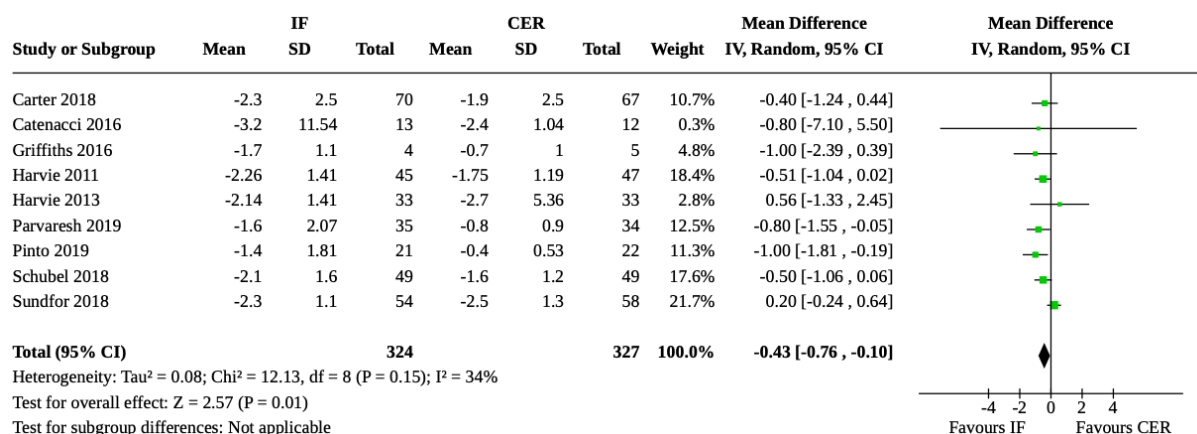 IF CER Mean Difference Mean Difference
Study or Subgroup Mean SD Total Mean SD Total Weight IV, Random, 95% CI IV, Random, 95% CI
Carter 2018 -2.3 2.5 70 -1.9 2.5 67 10.7% -0.40 [-1.24 , 0.44]
Catenacci 2016 -3.2 11.54 13 -2.4 1.04 12 0.3% -0.80 [-7.10 , 5.50]
Griffiths 2016 -1.7 1.1 4 -0.7 1 5 4.8% -1.00 [-2.39 , 0.39]
Harvie 2011 -2.26 1.41 45 -1.75 1.19 47 18.4% -0.51 [-1.04 , 0.02]
Harvie 2013 -2.14 1.41 33 -2.7 5.36 33 2.8% 0.56 [-1.33 , 2.45]
Parvaresh 2019 -1.6 2.07 35 -0.8 0.9 34 12.5% -0.80 [-1.55 , -0.05]
Pinto 2019 -1.4 1.81 21 -0.4 0.53 22 11.3% -1.00 [-1.81 , -0.19]
Schubel 2018 -2.1 1.6 49 -1.6 1.2 49 17.6% -0.50 [-1.06 , 0.06]
Sundfor 2018 -2.3 1.1 54 -2.5 1.3 58 21.7% 0.20 [-0.24 , 0.64]
Total (95% CI) 324 327 100.0% -0.43 [-0.76 , -0.10]
Heterogeneity: Tau² = 0.08; Chi² = 12.13, df = 8 (P = 0.15); I² = 34%
Test for overall effect: Z = 2.57 (P = 0.01)
Test for subgroup differences: Not applicable
-4 -2 0 2 4
Favours IF Favours CER